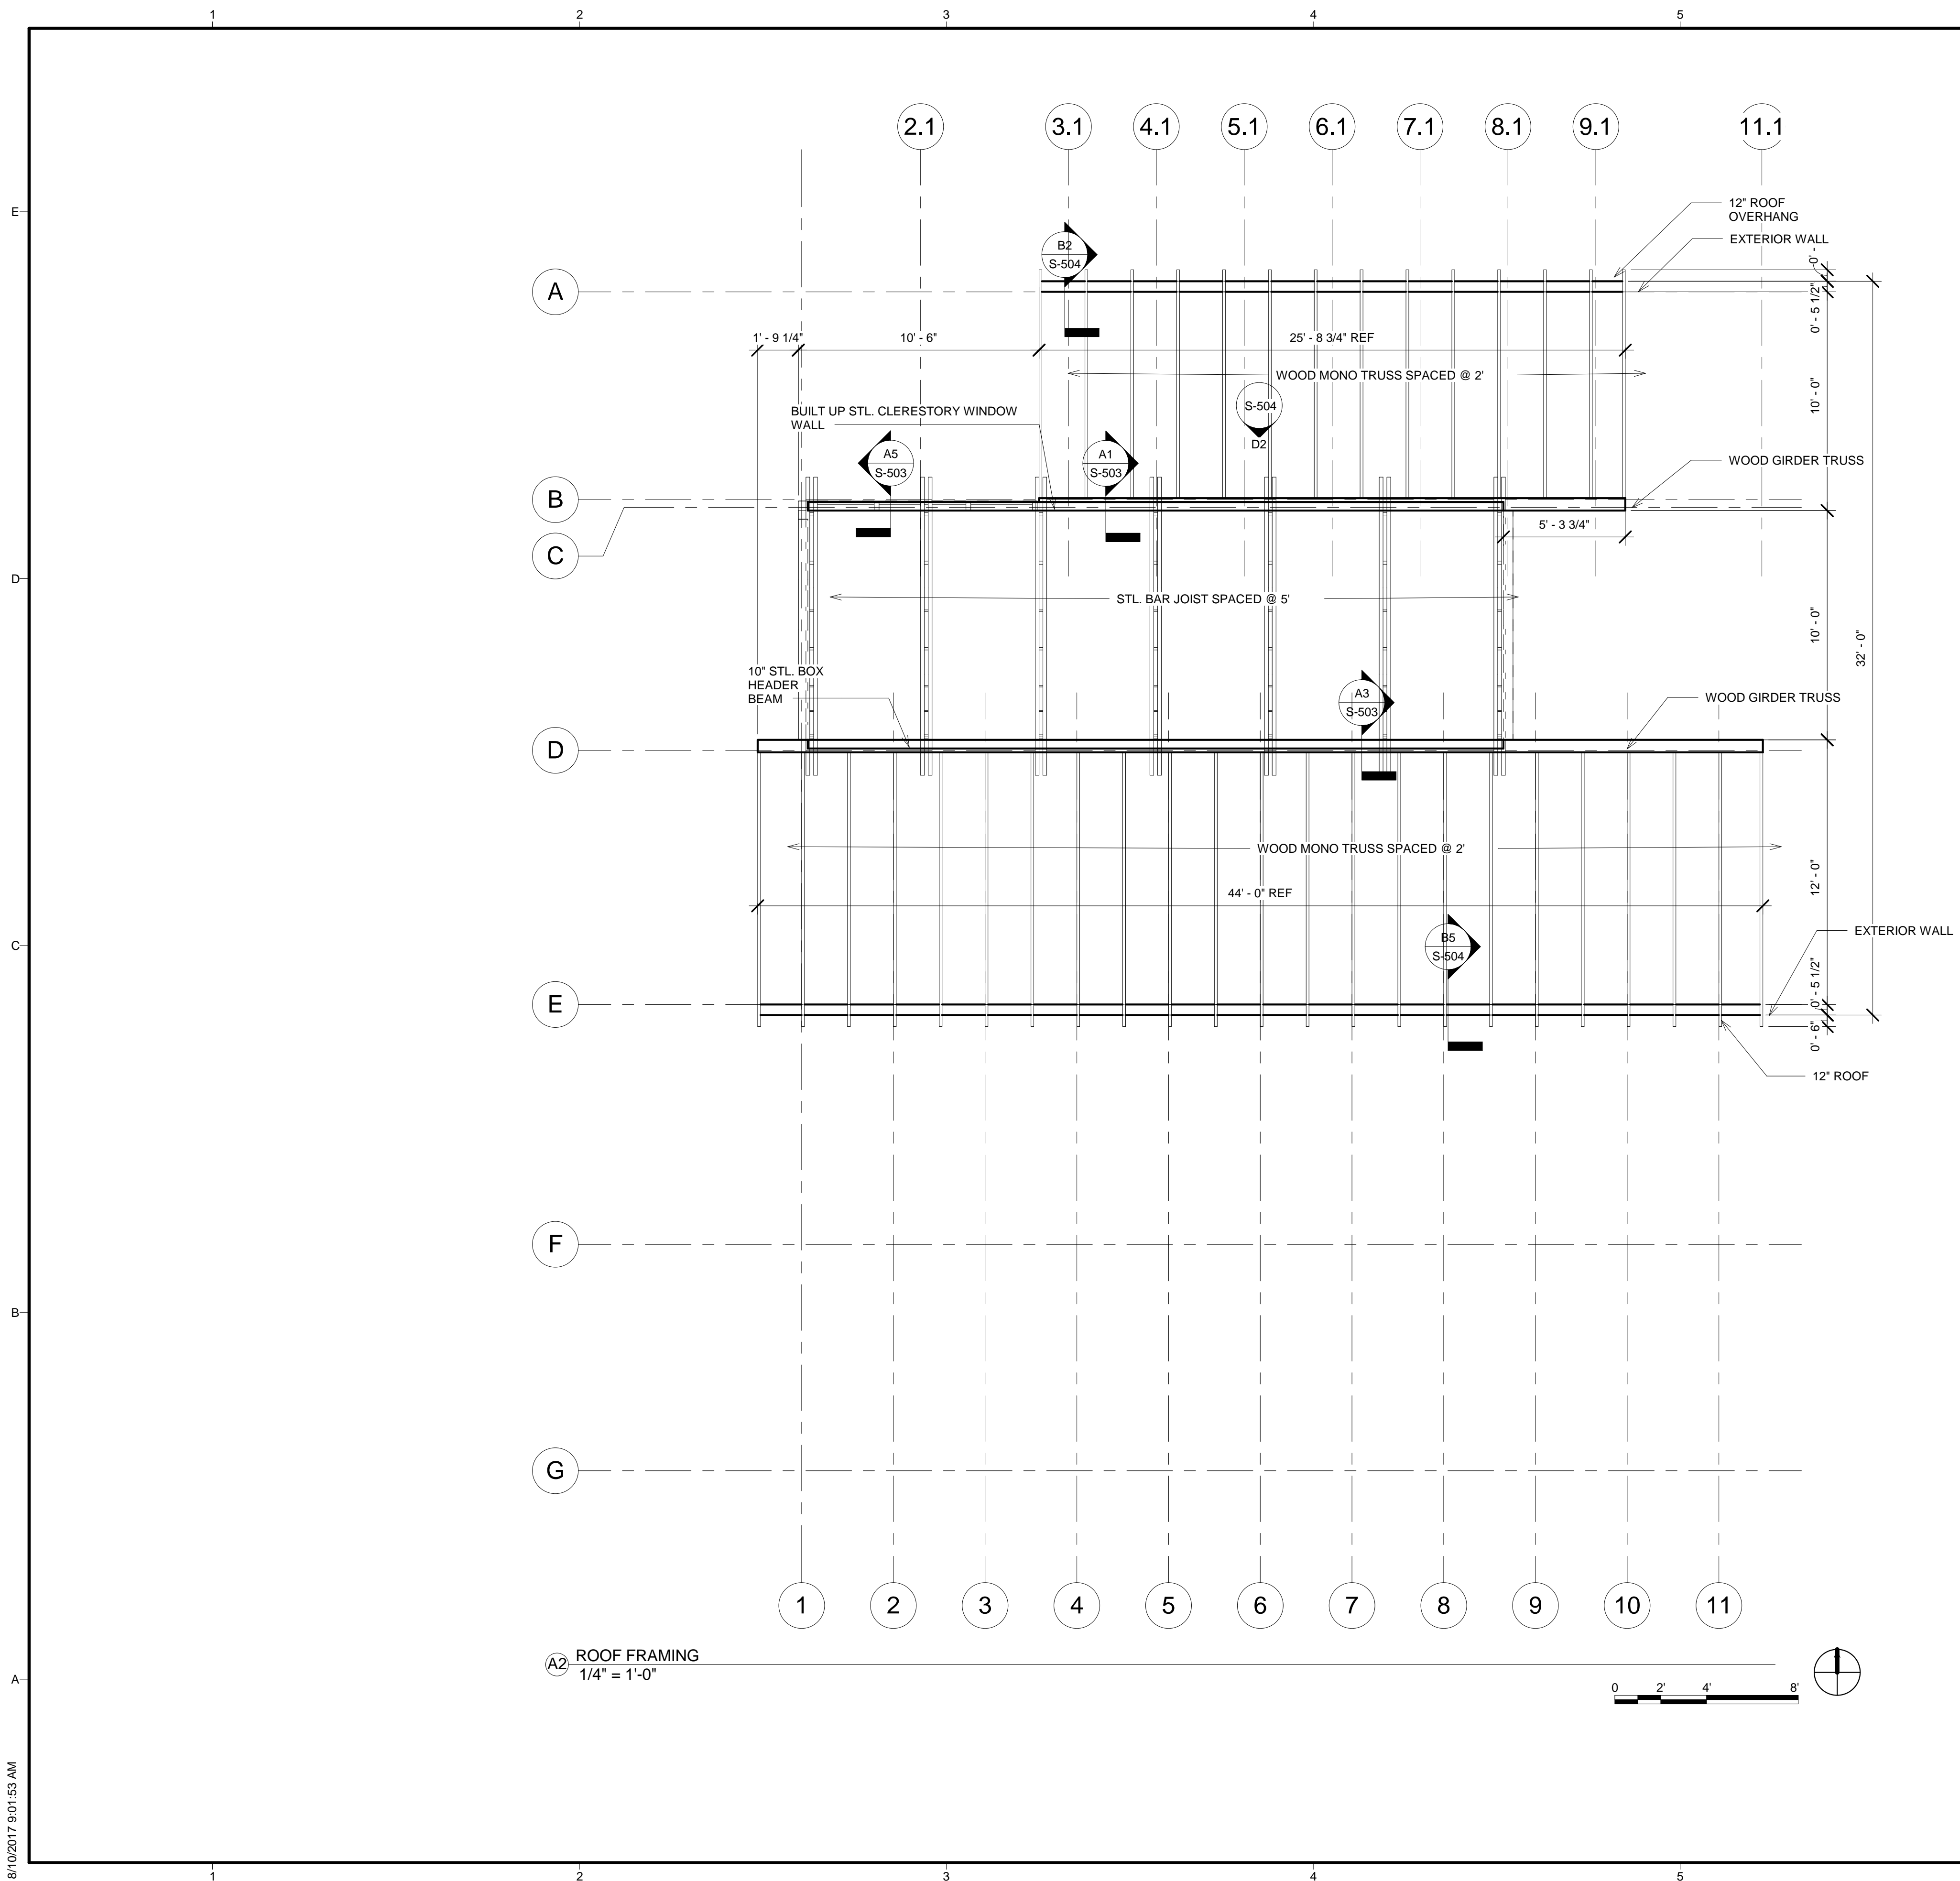 1 2 3 4 5
2.1 3.1 4.1 5.1 6.1 7.1 8.1 9.1 11.1
E
12" ROOF
OVERHANG
EXTERIOR WALL
B2
S-504
0' -
A
0' - 5 1/2"
1' - 9 1/4" 10' - 6" 25' - 8 3/4" REF
WOOD MONO TRUSS SPACED @ 2'
10' - 0"
BUILT UP STL. CLERESTORY WINDOW
WALL
S-504
D2
A5
S-503
A1
S-503
WOOD GIRDER TRUSS
B
5' - 3 3/4"
C
D
STL. BAR JOIST SPACED @ 5'
10' - 0"
32' - 0"
10" STL. BOX
HEADER
BEAM
A3
S-503
WOOD GIRDER TRUSS
D
WOOD MONO TRUSS SPACED @ 2'
12' - 0"
44' - 0" REF
B5
S-504
EXTERIOR WALL
C
0' - 5 1/2"
E
0' - 6"
12" ROOF
F
B
G
1 2 3 4 5 6 7 8 9 10 11
A2 ROOF FRAMING
1/4" = 1'-0"
A
0 2' 4' 8'
8/10/2017 9:01:53 AM
1 2 3 4 5